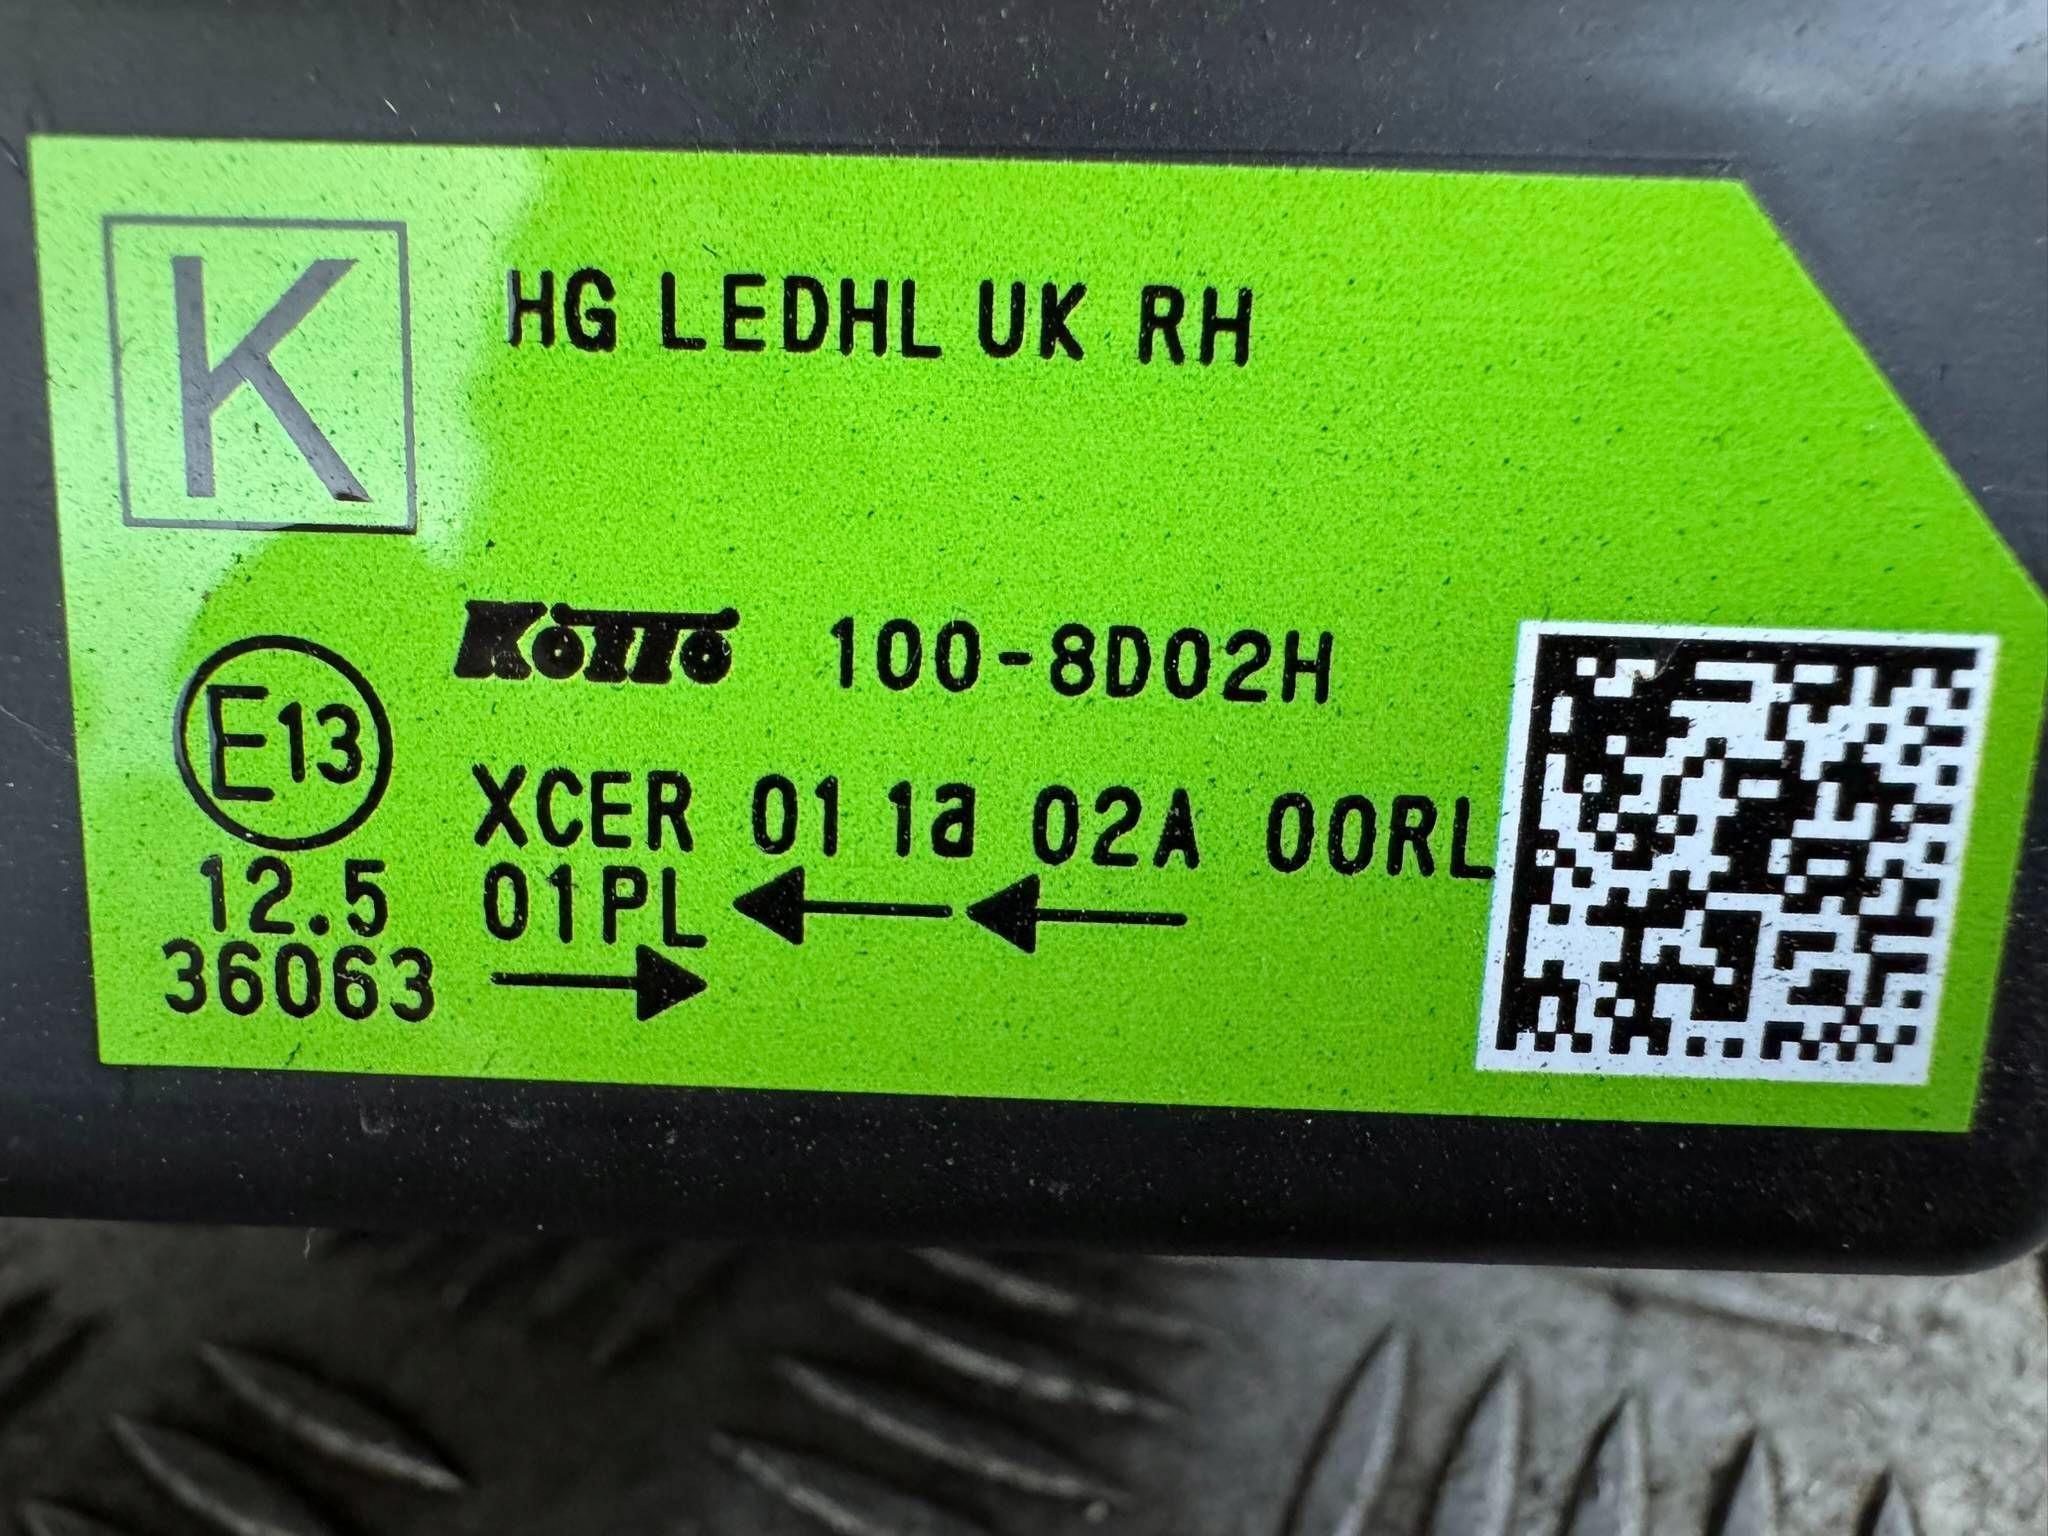 K
HG LEDHL UK RH
KOITO 100-8D02H
E13
XCER 01 1a 02A 00RL
12.5
01PL
36063